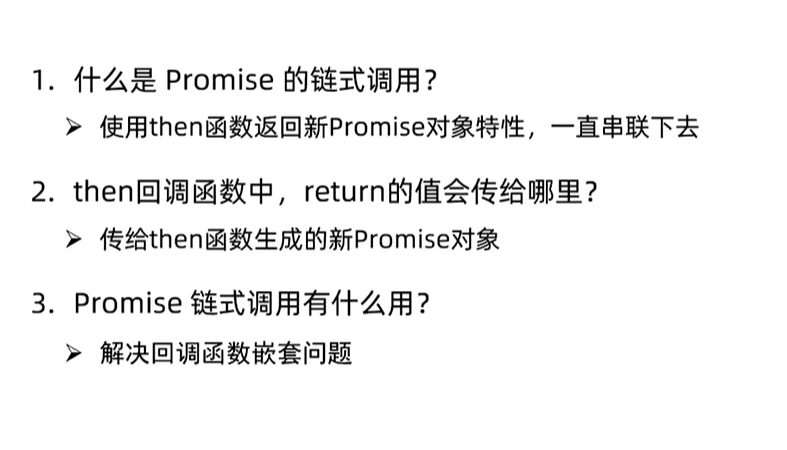 1. 什么是 Promise 的链式调用？
➢ 使用then函数返回新Promise对象特性，一直串联下去
2. then回调函数中，return的值会传给哪里？
➢ 传给then函数生成的新Promise对象
3. Promise 链式调用有什么用？
➢ 解决回调函数嵌套问题